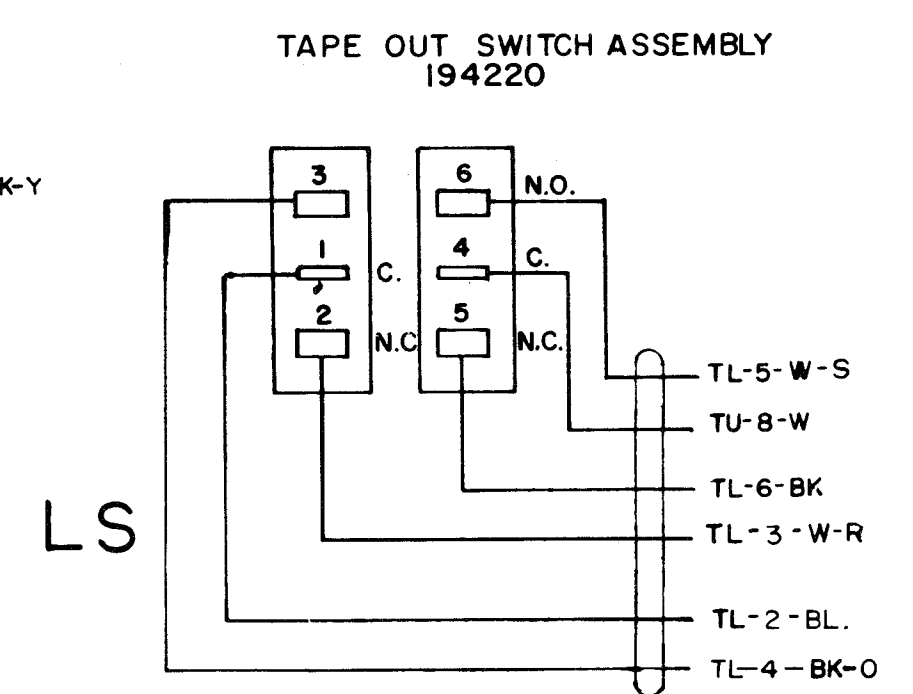 TAPE OUT SWITCH ASSEMBLY
194220
K-Y
3
6
N.O.
1
C.
4
C.
2
N.C
5
N.C.
TL-5-W-S
TU-8-W
TL-6-BK
LS
TL-3-W-R
TL-2-BL.
TL-4-BK-O